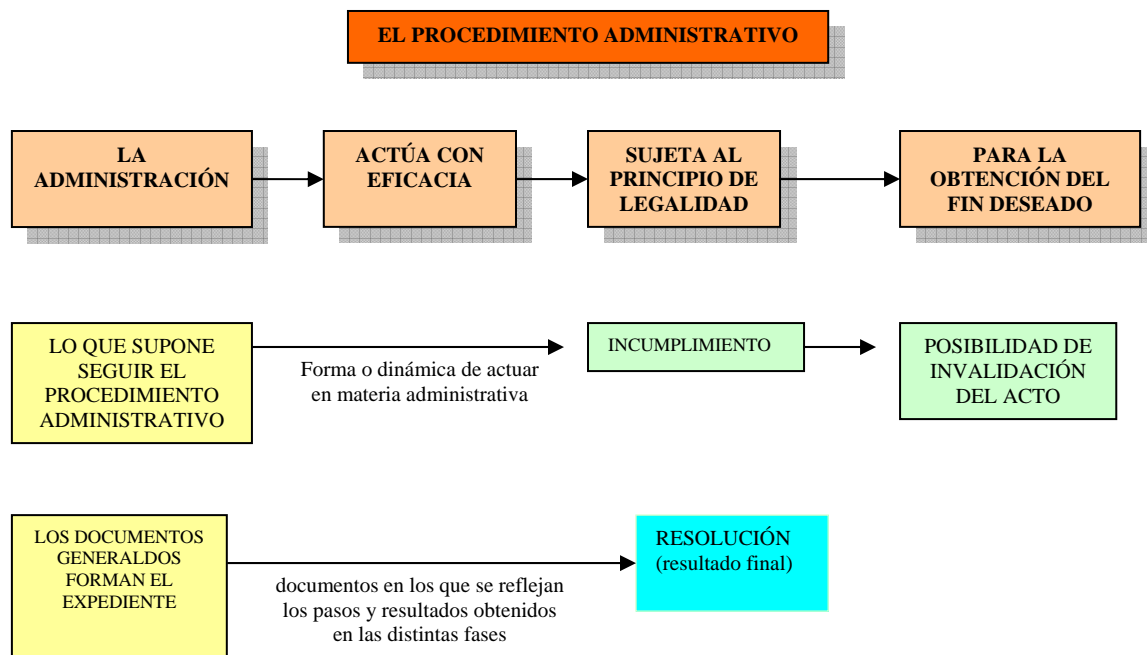 EL PROCEDIMIENTO ADMINISTRATIVO
LA
ADMINISTRACIÓN
ACTÚA CON
EFICACIA
SUJETA AL
PRINCIPIO DE
LEGALIDAD
PARA LA
OBTENCIÓN DEL
FIN DESEADO
LO QUE SUPONE
SEGUIR EL
PROCEDIMIENTO
ADMINISTRATIVO
Forma o dinámica de actuar
en materia administrativa
INCUMPLIMIENTO
POSIBILIDAD DE
INVALIDACIÓN
DEL ACTO
LOS DOCUMENTOS
GENERALDOS
FORMAN EL
EXPEDIENTE
documentos en los que se reflejan
los pasos y resultados obtenidos
en las distintas fases
RESOLUCIÓN
(resultado final)